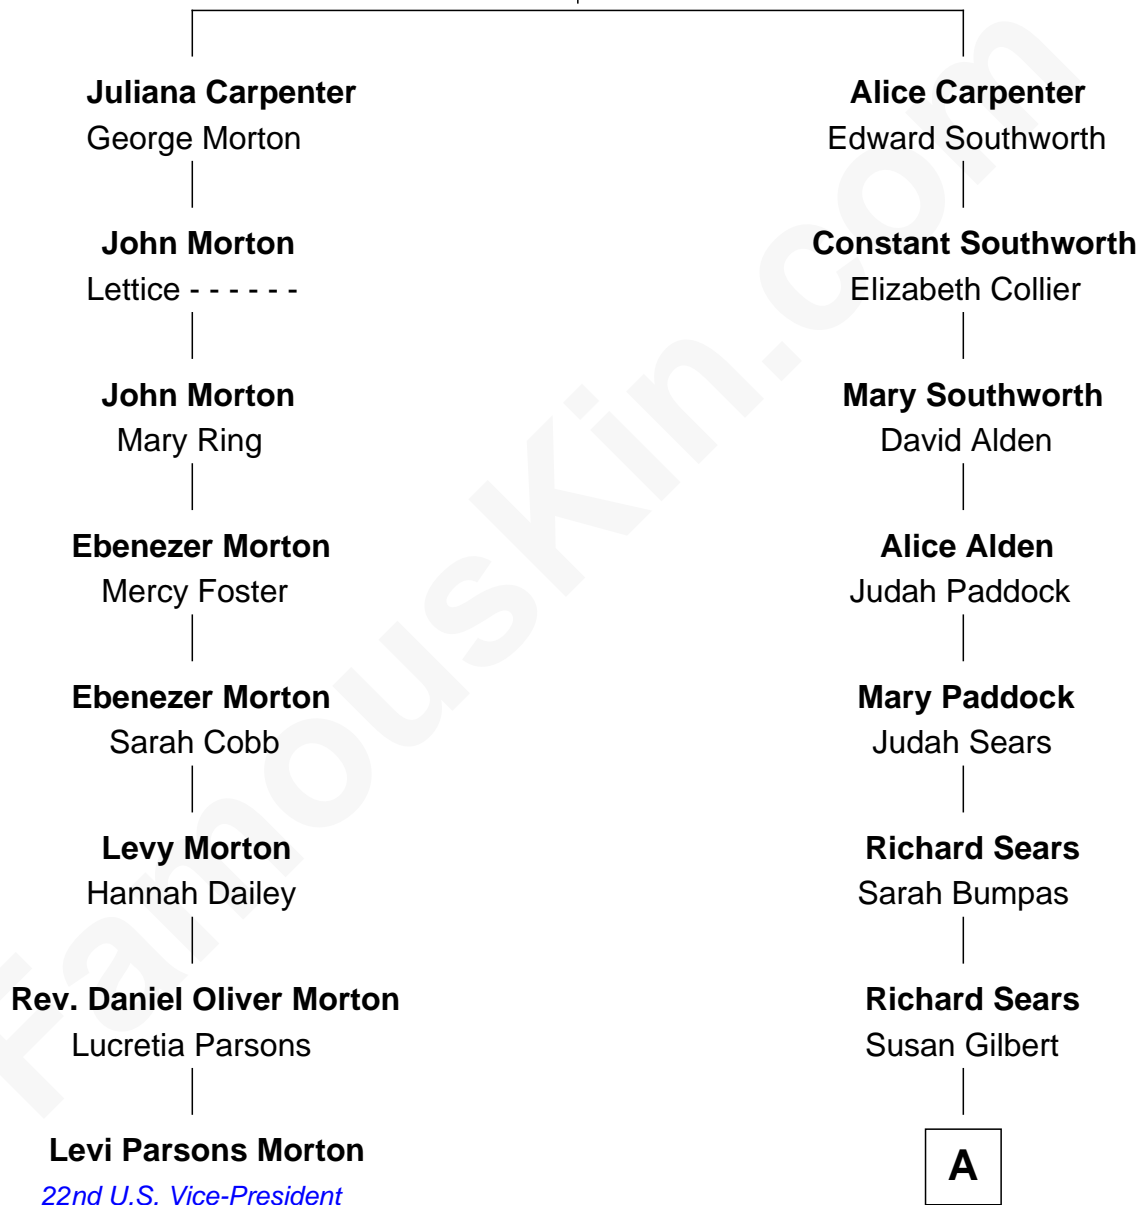 Juliana Carpenter
George Morton
John Morton
Lettice - - - - - -
John Morton
Mary Ring
Ebenezer Morton
Mercy Foster
Ebenezer Morton
Sarah Cobb
Levy Morton
Hannah Dailey
Rev. Daniel Oliver Morton
Lucretia Parsons
Levi Parsons Morton
22nd U.S. Vice-President
Alice Carpenter
Edward Southworth
Constant Southworth
Elizabeth Collier
Mary Southworth
David Alden
Alice Alden
Judah Paddock
Mary Paddock
Judah Sears
Richard Sears
Sarah Bumpas
Richard Sears
Susan Gilbert
A
FamousKin.com